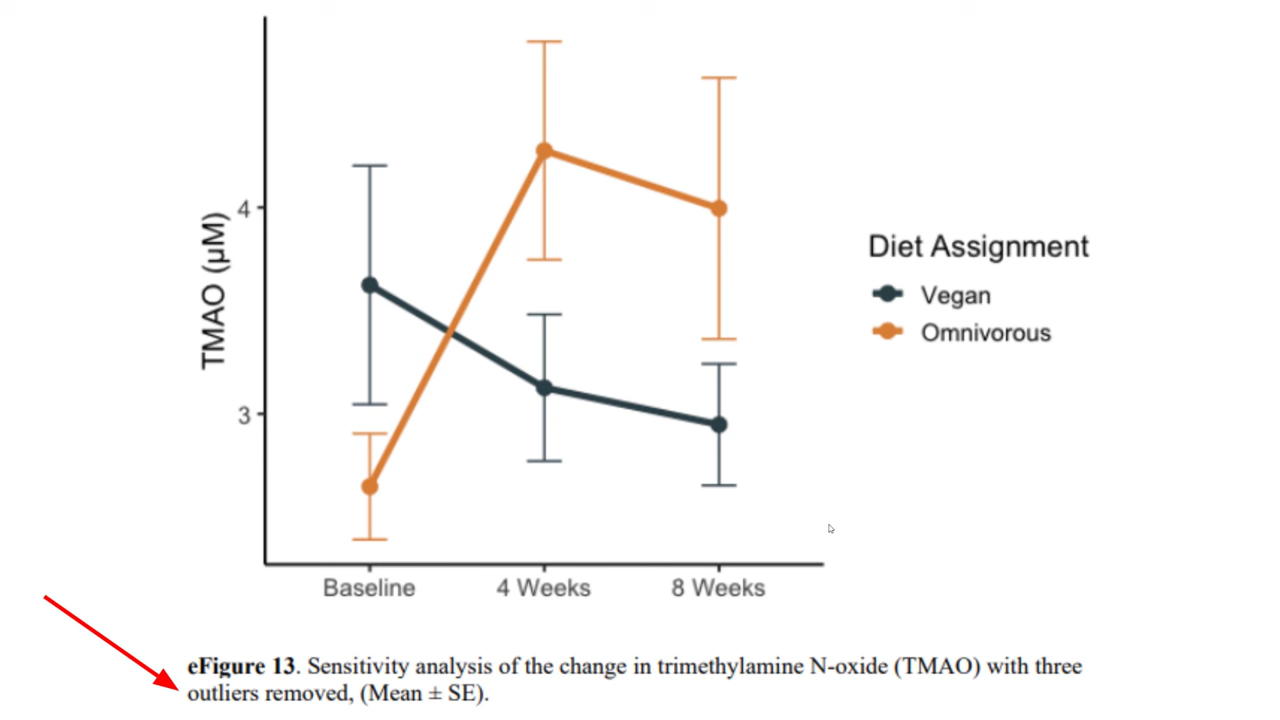 TMAO (µM)
4
3
Baseline
4 Weeks
8 Weeks
Diet Assignment
Vegan
Omnivorous
eFigure 13. Sensitivity analysis of the change in trimethylamine N-oxide (TMAO) with three
outliers removed, (Mean ± SE).